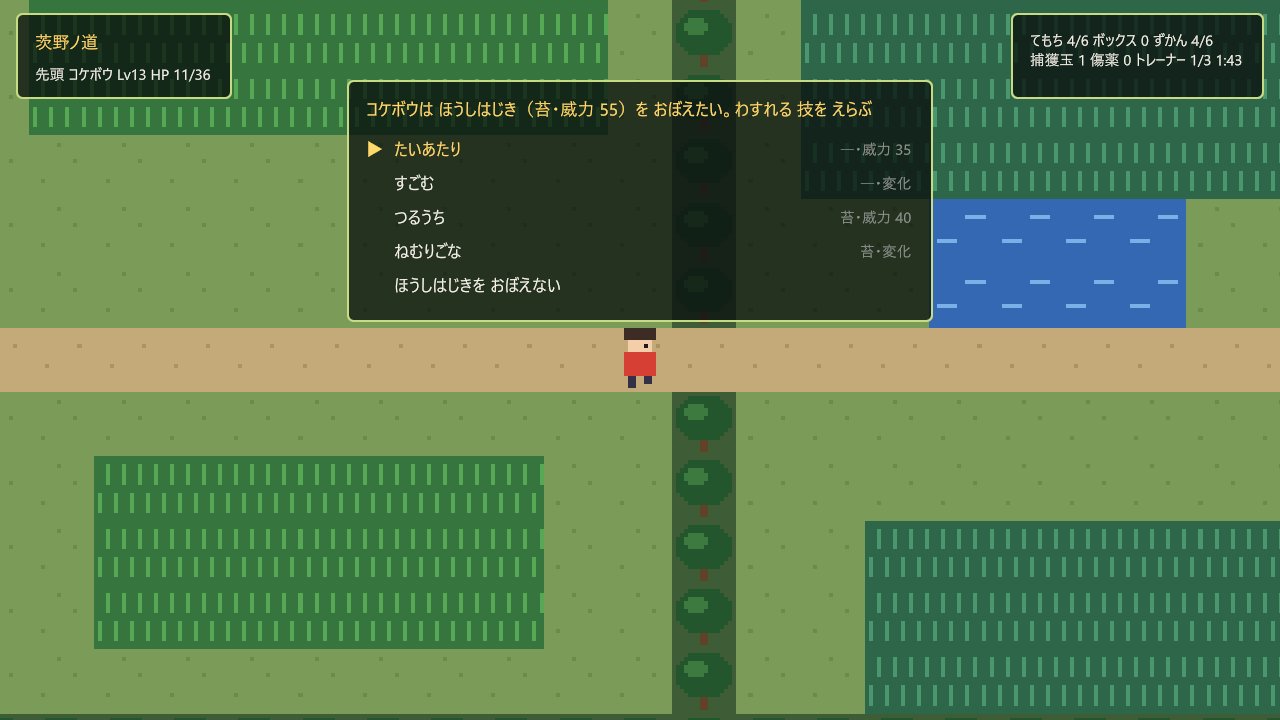 茨野ノ道
先頭 コケボウ Lv13 HP 11/36
てもち 4/6 ボックス 0 ずかん 4/6
捕獲玉 1 傷薬 0 トレーナー 1/3 1:43
コケボウは ほうしはじき（苔・威力 55）を おぼえたい。わすれる 技を えらぶ
▶ たいあたり ―・威力 35
すごむ ―・変化
つるうち 苔・威力 40
ねむりごな 苔・変化
ほうしはじきを おぼえない